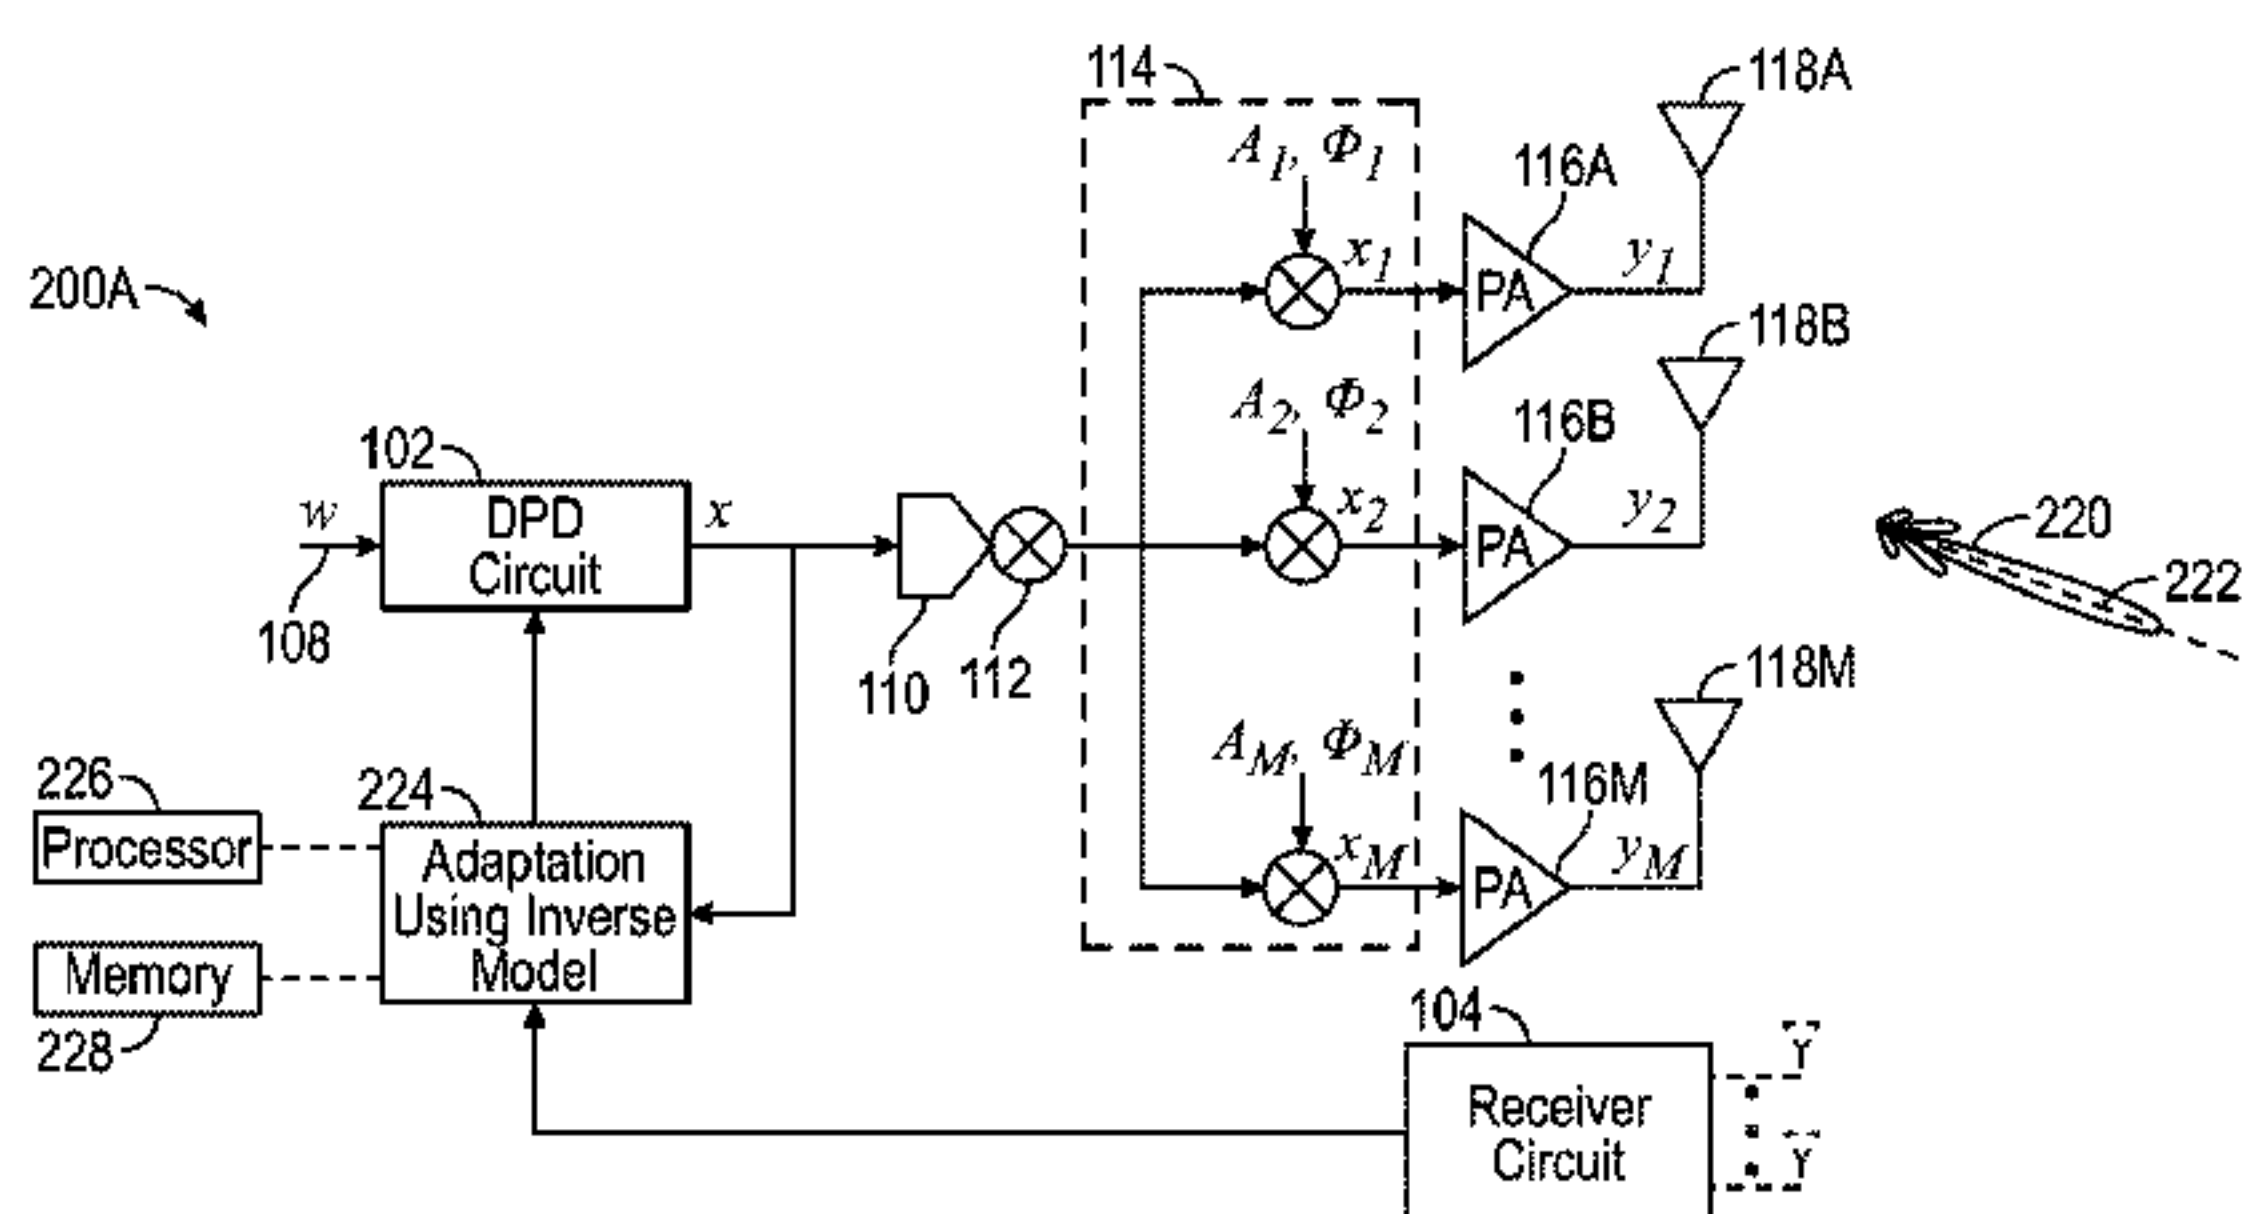 114
118A
A1, Φ1
116A
200A
x1
PA
y1
118B
A2, Φ2
116B
102
w
DPD
Circuit
x
x2
PA
y2
220
222
108
110
112
118M
AM, ΦM
116M
226
Processor
224
Adaptation
Using Inverse
Model
xM
PA
yM
Memory
228
104
Receiver
Circuit